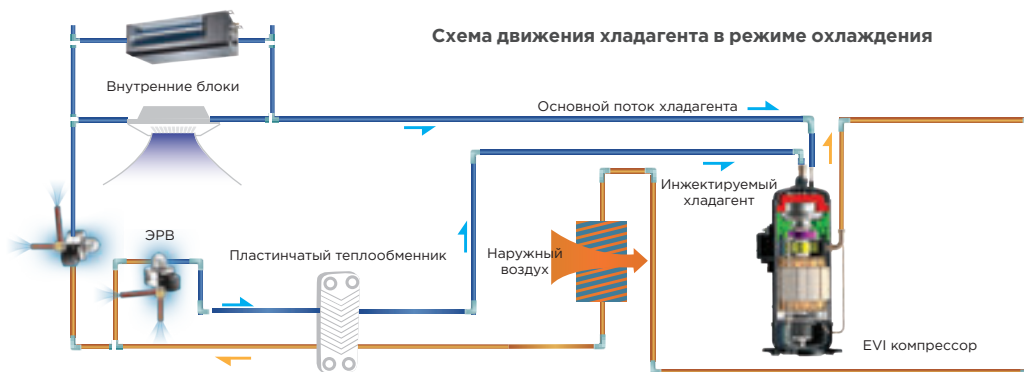 Схема движения хладагента в режиме охлаждения
Внутренние блоки
Основной поток хладагента
Инжектируемый
хладагент
ЭРВ
Пластинчатый теплообменник
Наружный
воздух
EVI компрессор